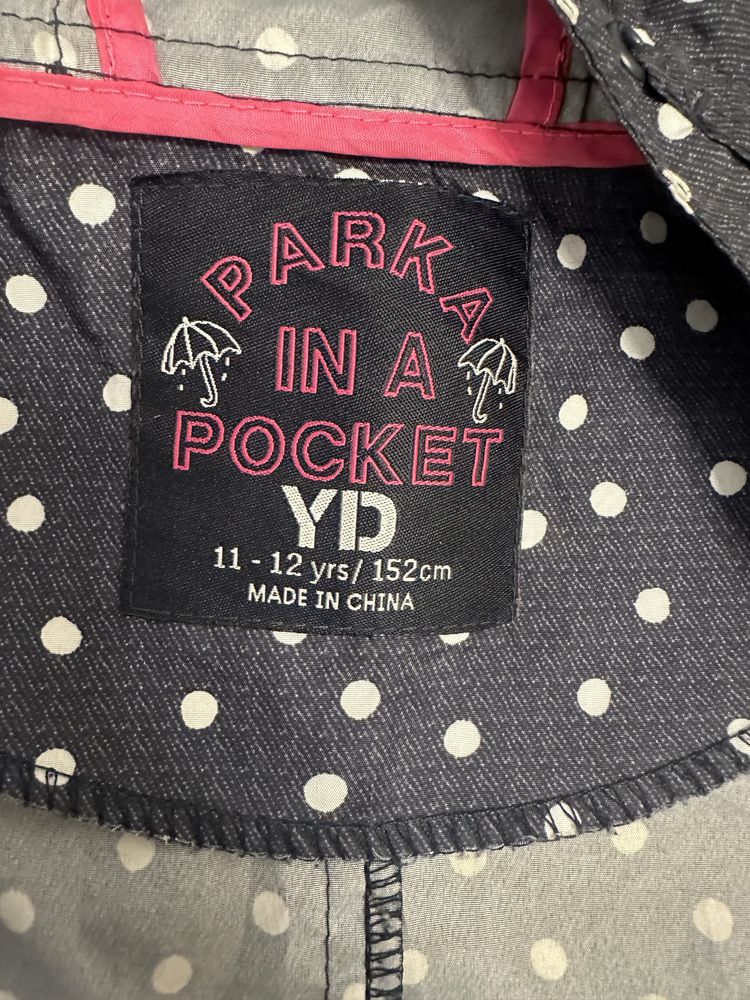 PARKA
IN A
POCKET
YD
11 - 12 yrs/ 152cm
MADE IN CHINA